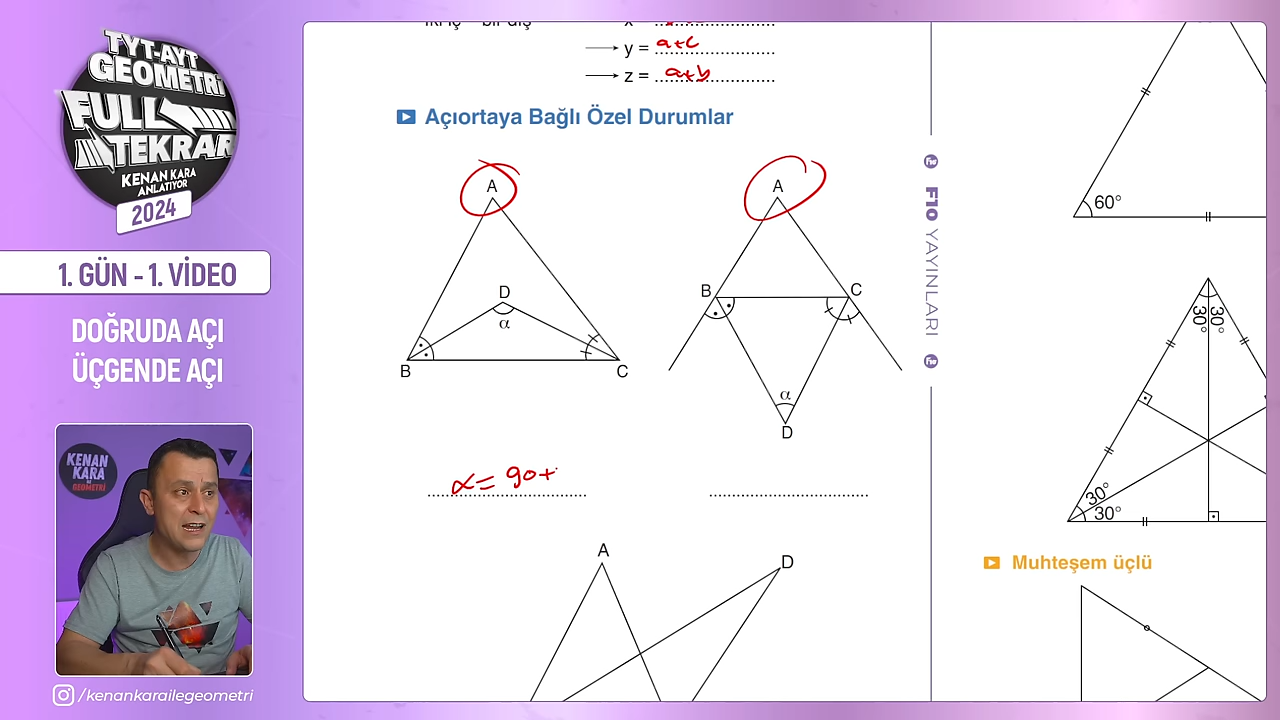 TYT-AYT
GEOMETRİ
FULL
TEKRAR
KENAN KARA
ANLATIYOR
2024
1. GÜN - 1. VİDEO
DOĞRUDA AÇI
ÜÇGENDE AÇI
KENAN
KARA
GEOMETRİ
/kenankarailegeometri
y = a+c
z = a+b
Açıortaya Bağlı Özel Durumlar
A
D
α
B
C
α = 90+
A
B
C
α
D
A
D
F10 YAYINLARI
60°
30°
30°
30°
30°
Muhteşem üçlü